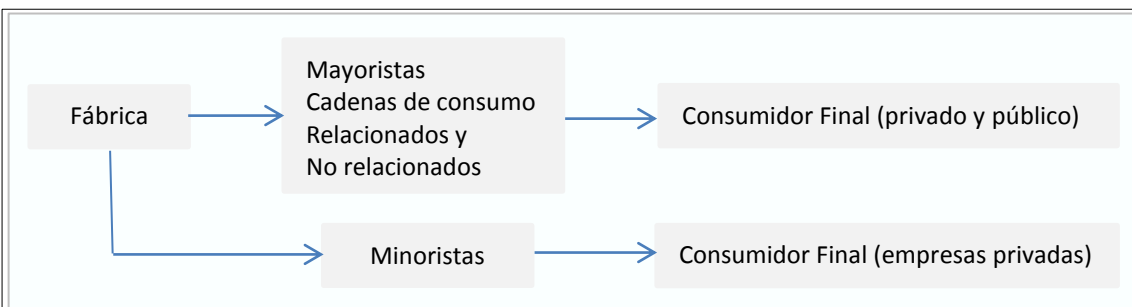 Fábrica
Mayoristas
Cadenas de consumo
Relacionados y
No relacionados
Consumidor Final (privado y público)
Minoristas
Consumidor Final (empresas privadas)